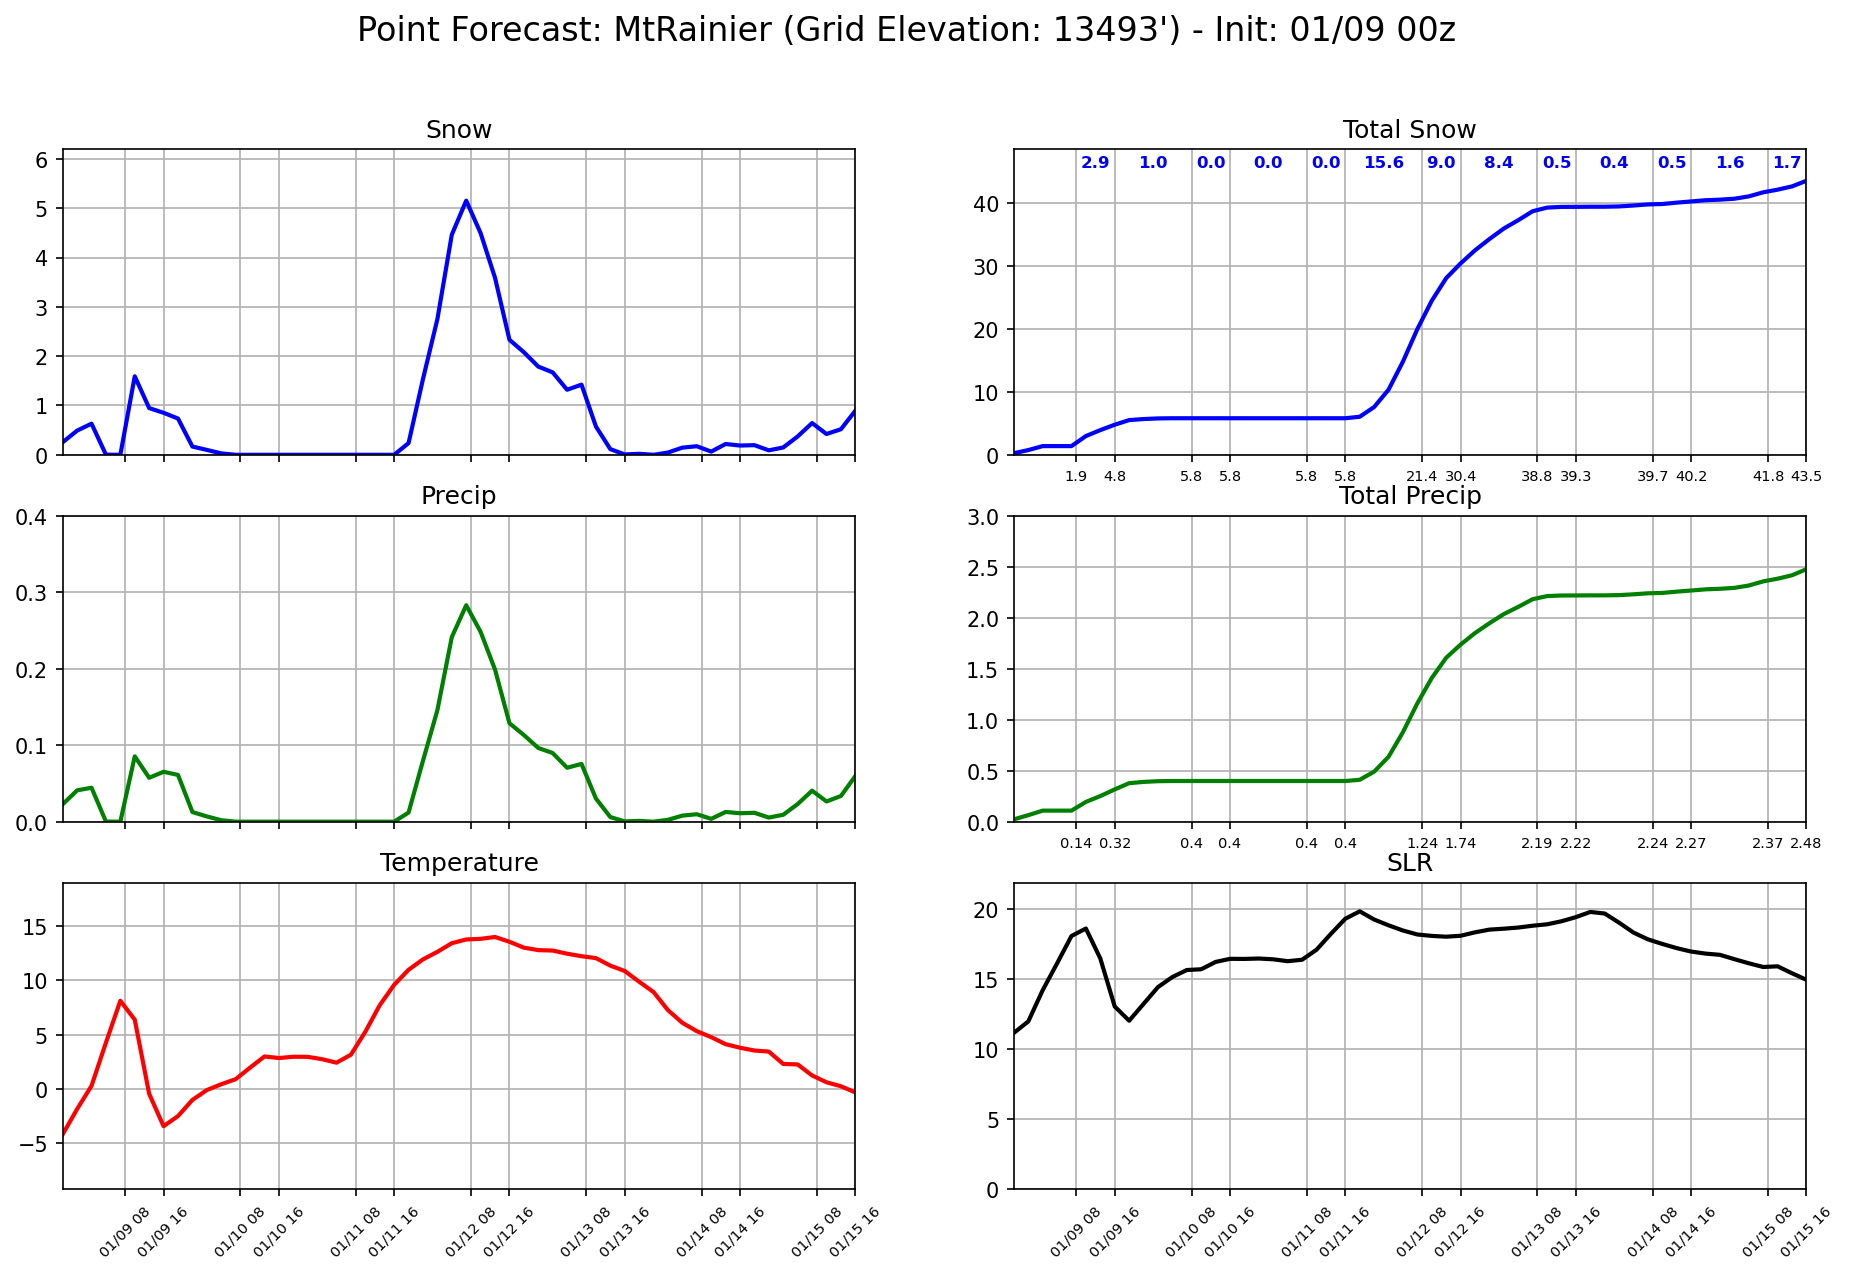 Point Forecast: MtRainier (Grid Elevation: 13493') - Init: 01/09 00z
Snow
6
5
4
3
2
1
0
Total Snow
2.9 1.0 0.0 0.0 0.0 15.6 9.0 8.4 0.5 0.4 0.5 1.6 1.7
40
30
20
10
0
1.9 4.8 5.8 5.8 5.8 5.8 21.4 30.4 38.8 39.3 39.7 40.2 41.8 43.5
Precip
0.4
0.3
0.2
0.1
0.0
Total Precip
3.0
2.5
2.0
1.5
1.0
0.5
0.0
0.14 0.32 0.4 0.4 0.4 0.4 1.24 1.74 2.19 2.22 2.24 2.27 2.37 2.48
Temperature
15
10
5
0
−5
01/09 08 01/09 16 01/10 08 01/10 16 01/11 08 01/11 16 01/12 08 01/12 16 01/13 08 01/13 16 01/14 08 01/14 16 01/15 08 01/15 16
SLR
20
15
10
5
0
01/09 08 01/09 16 01/10 08 01/10 16 01/11 08 01/11 16 01/12 08 01/12 16 01/13 08 01/13 16 01/14 08 01/14 16 01/15 08 01/15 16